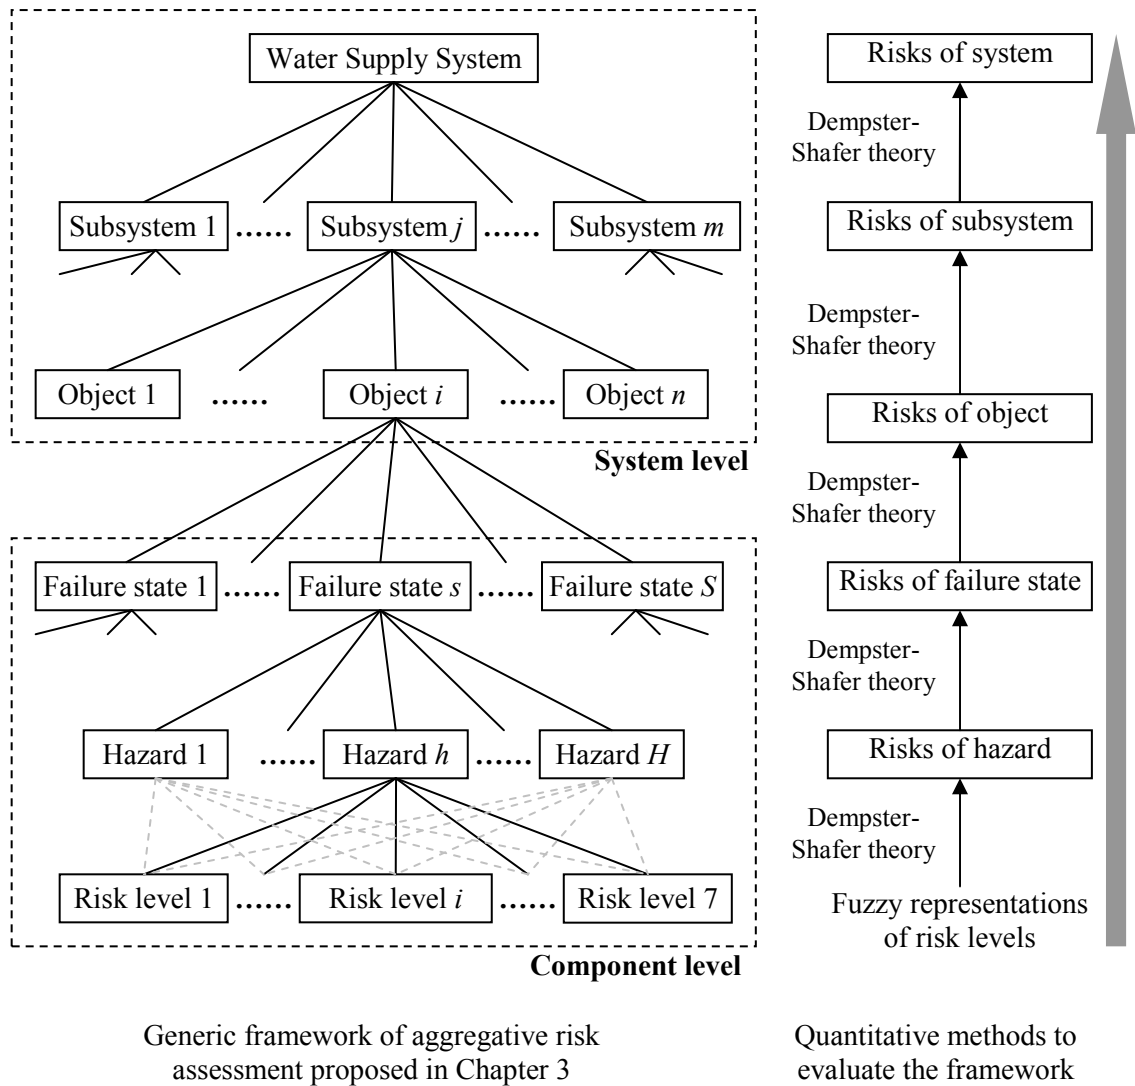 Water Supply System
Subsystem 1 ...... Subsystem j ...... Subsystem m
Object 1 ...... Object i ...... Object n
System level
Failure state 1 ...... Failure state s ...... Failure state S
Hazard 1 ...... Hazard h ...... Hazard H
Risk level 1 ...... Risk level i ...... Risk level 7
Component level
Generic framework of aggregative risk
assessment proposed in Chapter 3
Risks of system
Dempster-
Shafer theory
Risks of subsystem
Dempster-
Shafer theory
Risks of object
Dempster-
Shafer theory
Risks of failure state
Dempster-
Shafer theory
Risks of hazard
Dempster-
Shafer theory
Fuzzy representations
of risk levels
Quantitative methods to
evaluate the framework